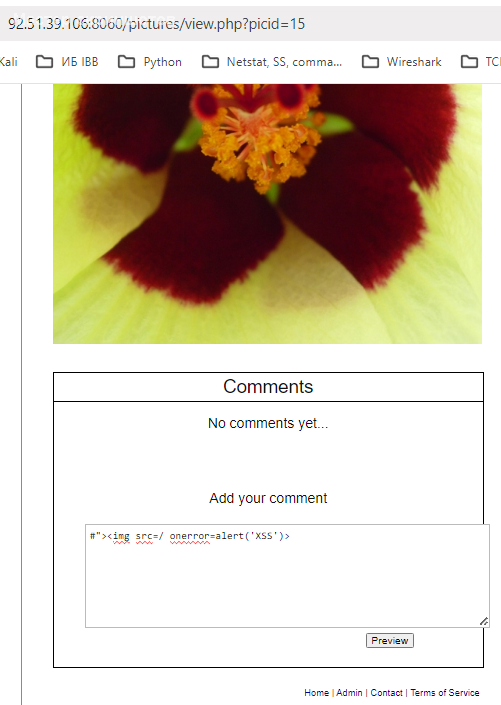 92.51.39.106:8060/pictures/view.php?picid=15
Kali ИБ IBB Python Netstat, SS, comma... Wireshark TC
Comments
No comments yet...
Add your comment
#"><img src=/ onerror=alert('XSS')>
Preview
Home | Admin | Contact | Terms of Service